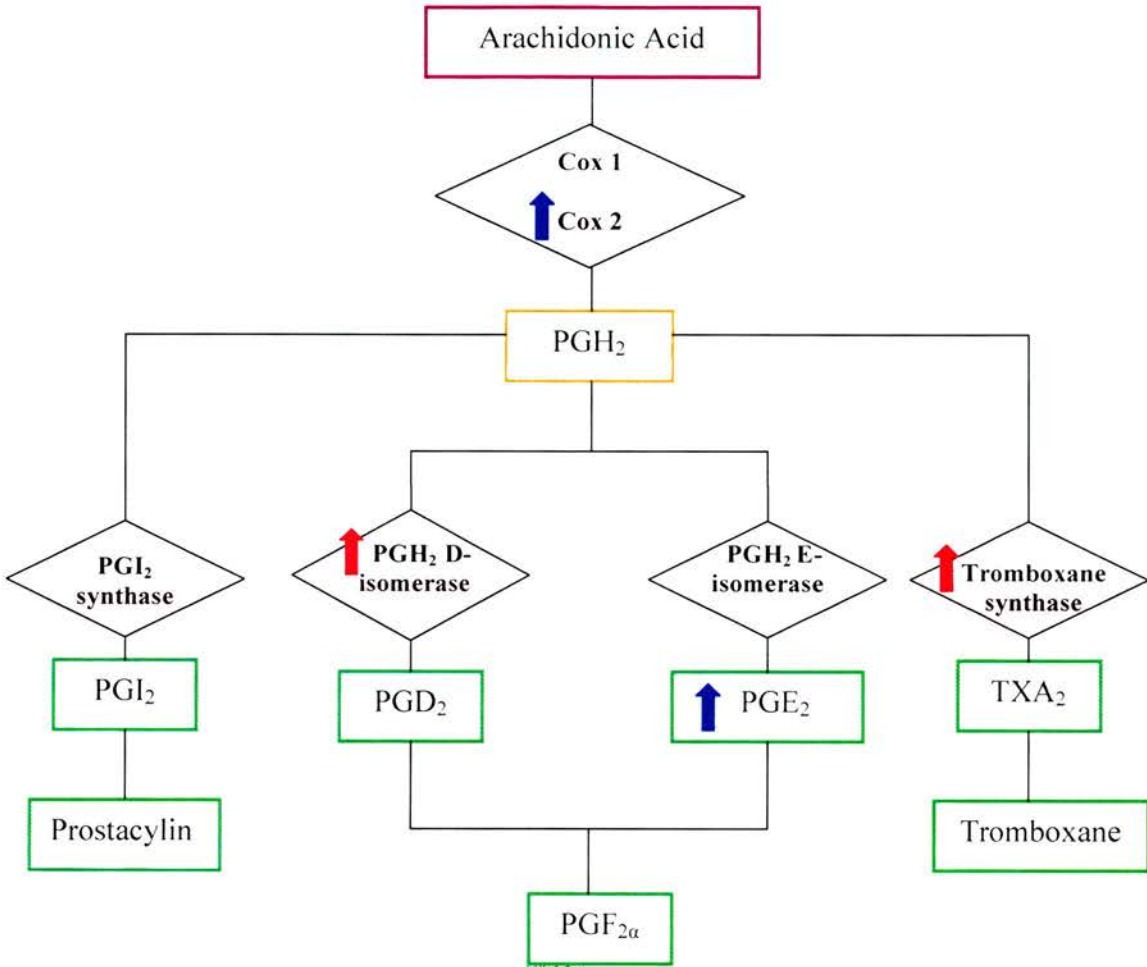 Arachidonic Acid
Cox 1
Cox 2
PGH₂
PGI₂
synthase
PGH₂ D-
isomerase
PGH₂ E-
isomerase
Tromboxane
synthase
PGI₂
PGD₂
PGE₂
TXA₂
Prostacylin
Tromboxane
PGF₂α